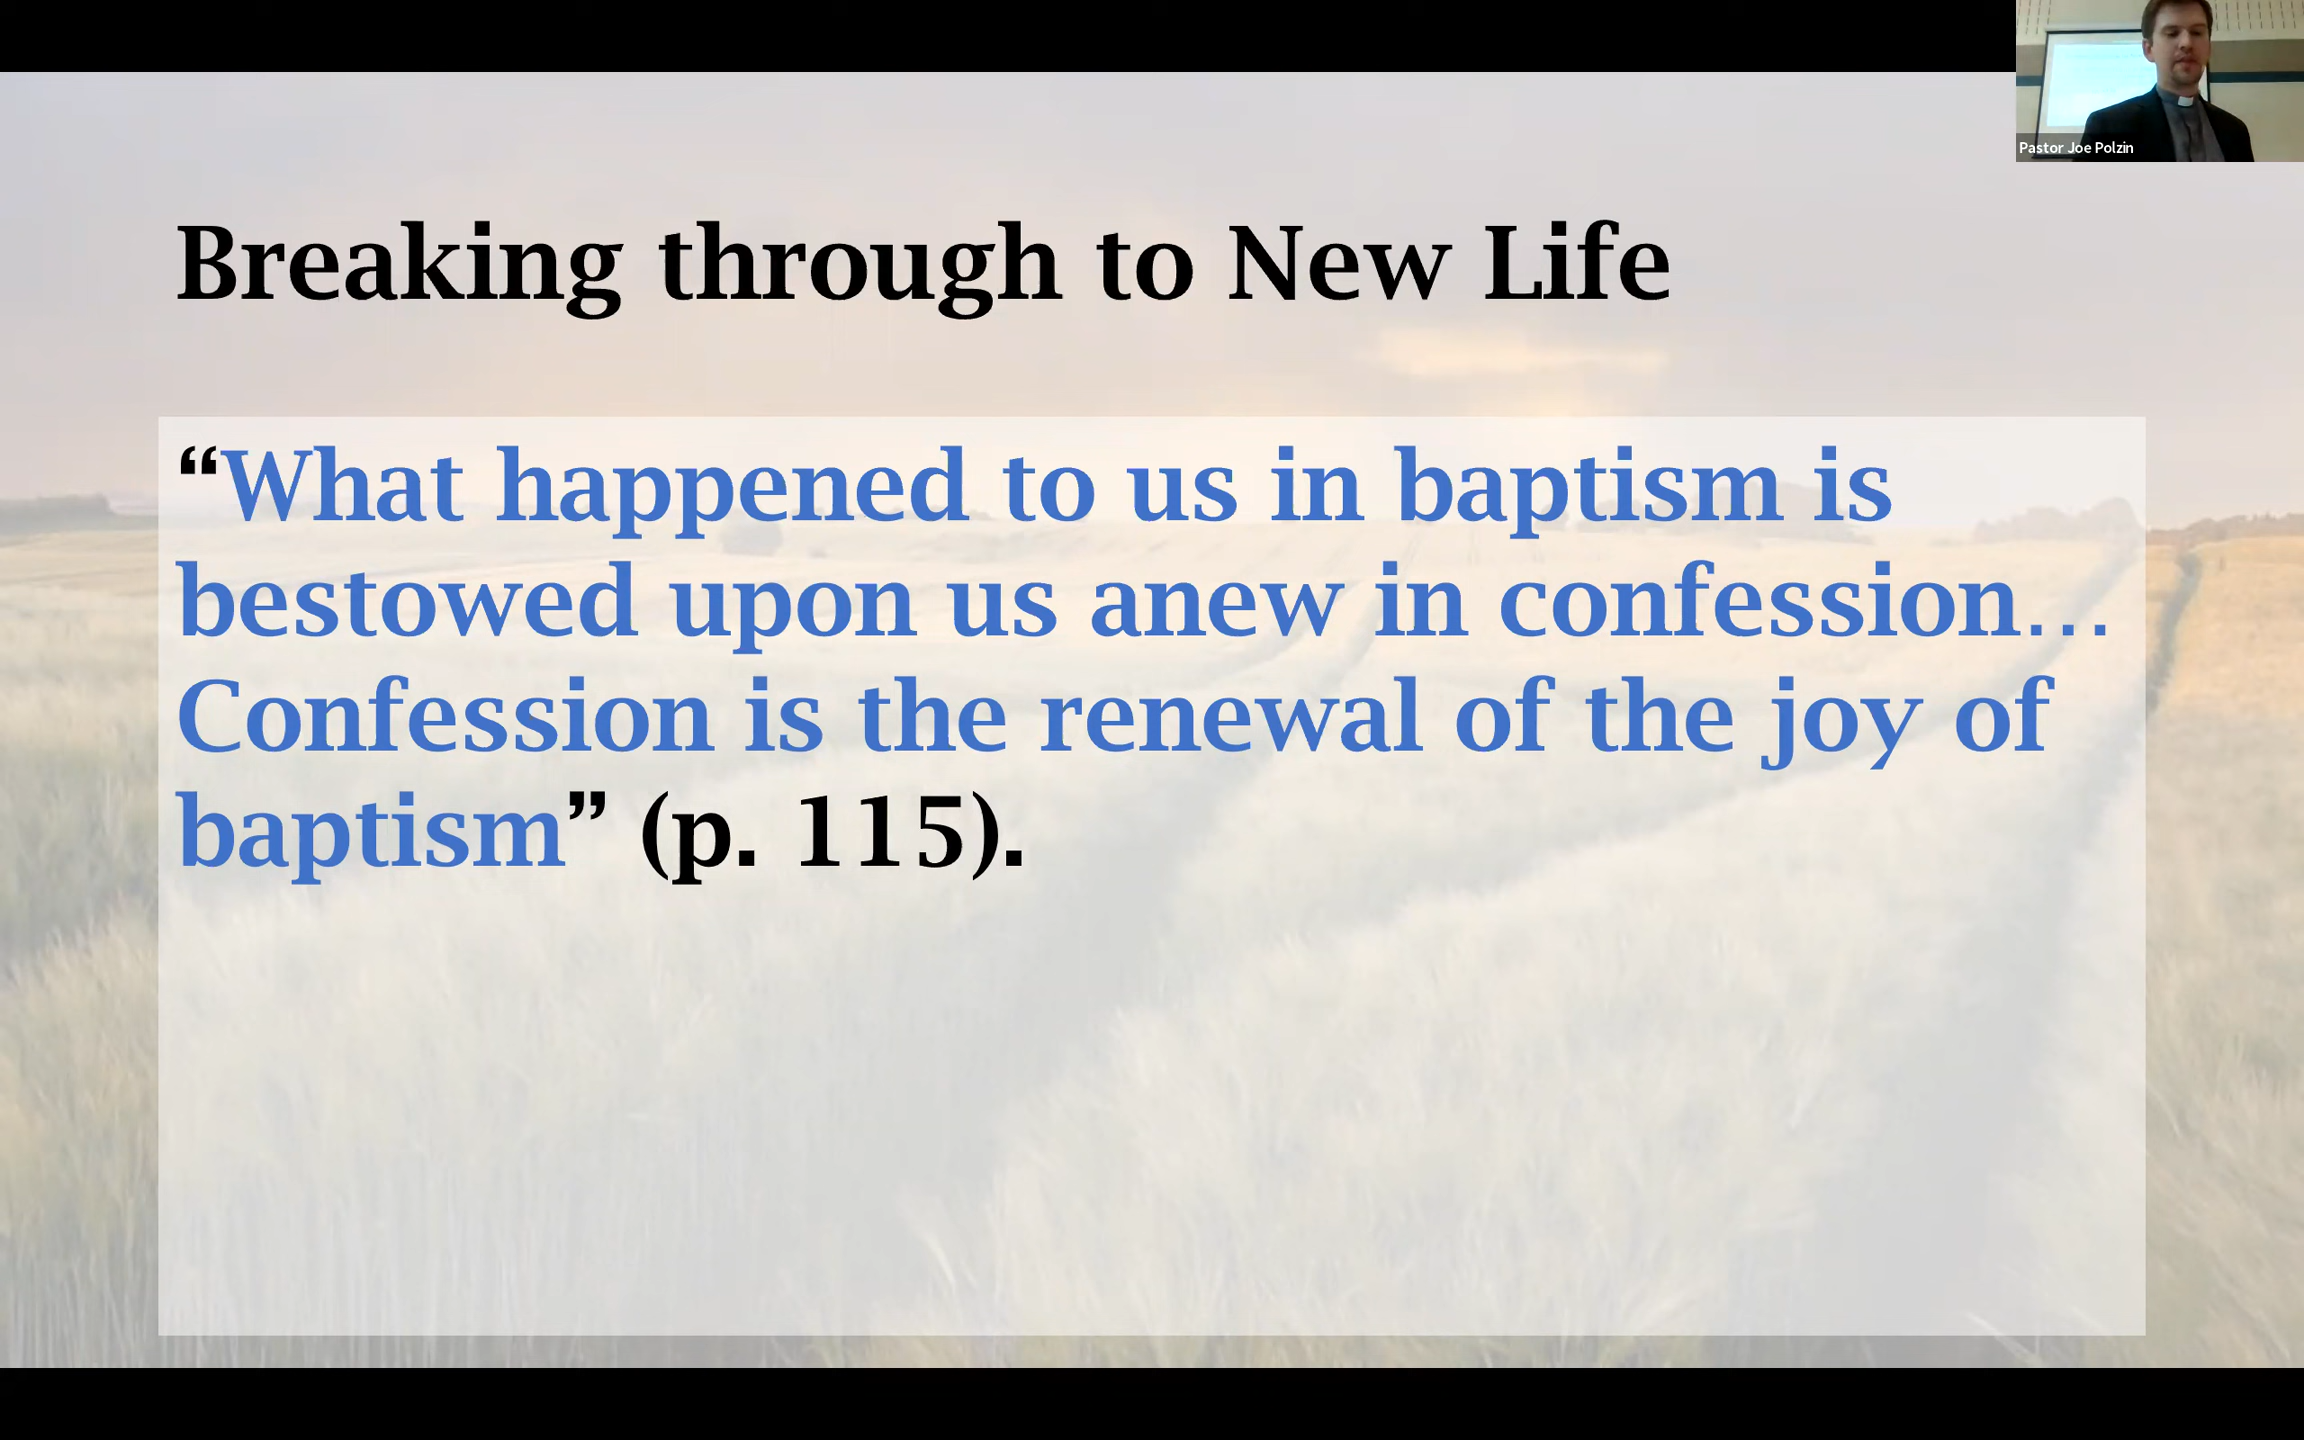 Pastor Joe Polzin
Breaking through to New Life
“What happened to us in baptism is
bestowed upon us anew in confession…
Confession is the renewal of the joy of
baptism” (p. 115).